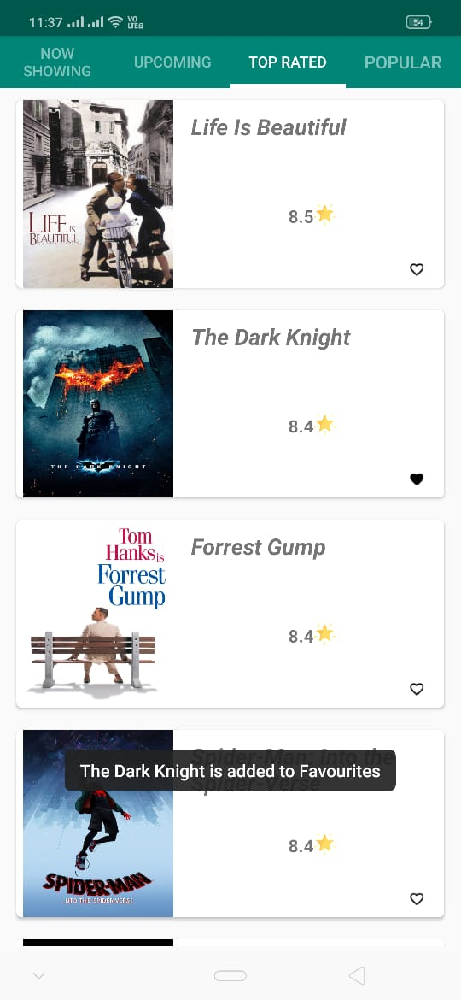 11:37
VO
LTE
54
NOW
SHOWING
UPCOMING
TOP RATED
POPULAR
Life Is Beautiful
8.5
LIFE IS
BEAUTIFUL
The Dark Knight
8.4
THE DARK KNIGHT
Tom
Hanks is
Forrest
Gump
Forrest Gump
8.4
Spider-Man: Into the
Spider-Verse
The Dark Knight is added to Favourites
8.4
SPIDER-MAN
INTO THE SPIDER-VERSE